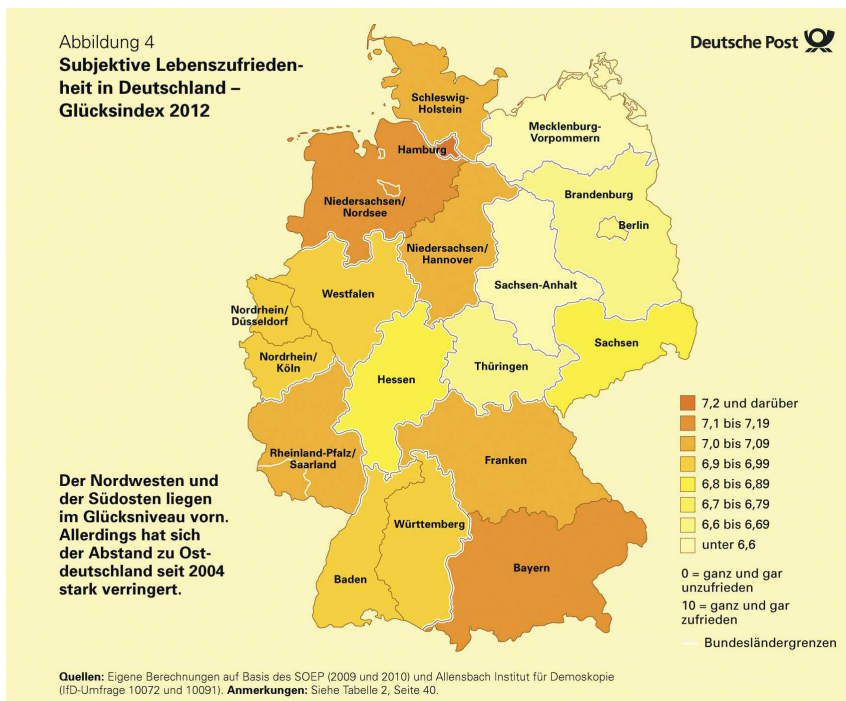 Abbildung 4
Subjektive Lebenszufrieden-
heit in Deutschland –
Glücksindex 2012
Deutsche Post
Schleswig-
Holstein
Mecklenburg-
Vorpommern
Hamburg
Brandenburg
Niedersachsen/
Nordsee
Berlin
Niedersachsen/
Hannover
Sachsen-Anhalt
Westfalen
Nordrhein/
Düsseldorf
Sachsen
Nordrhein/
Köln
Thüringen
Hessen
Rheinland-Pfalz/
Saarland
Franken
Württemberg
Bayern
Baden
7,2 und darüber
7,1 bis 7,19
7,0 bis 7,09
6,9 bis 6,99
6,8 bis 6,89
6,7 bis 6,79
6,6 bis 6,69
unter 6,6
0 = ganz und gar
unzufrieden
10 = ganz und gar
zufrieden
Bundesländergrenzen
Der Nordwesten und
der Südosten liegen
im Glücksniveau vorn.
Allerdings hat sich
der Abstand zu Ost-
deutschland seit 2004
stark verringert.
Quellen: Eigene Berechnungen auf Basis des SOEP (2009 und 2010) und Allensbach Institut für Demoskopie
(IfD-Umfrage 10072 und 10091). Anmerkungen: Siehe Tabelle 2, Seite 40.